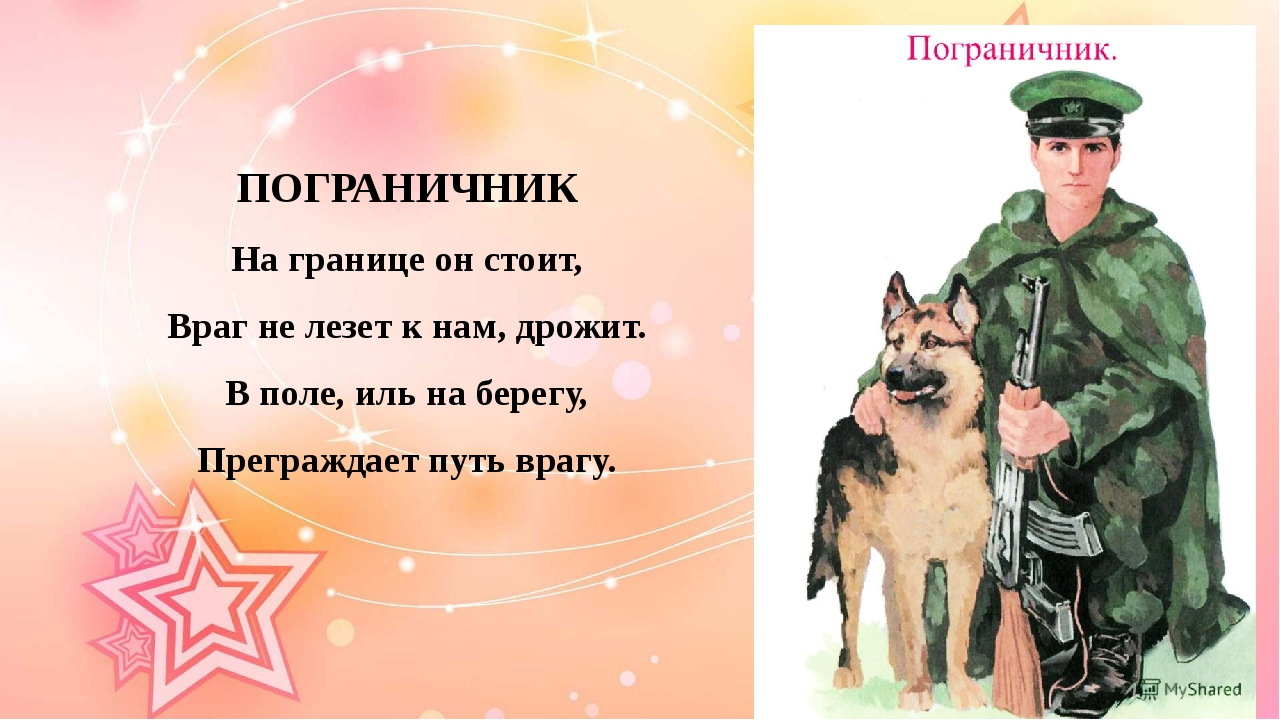 ПОГРАНИЧНИК
На границе он стоит,
Враг не лезет к нам, дрожит.
В поле, иль на берегу,
Преграждает путь врагу.
Пограничник.
MyShared